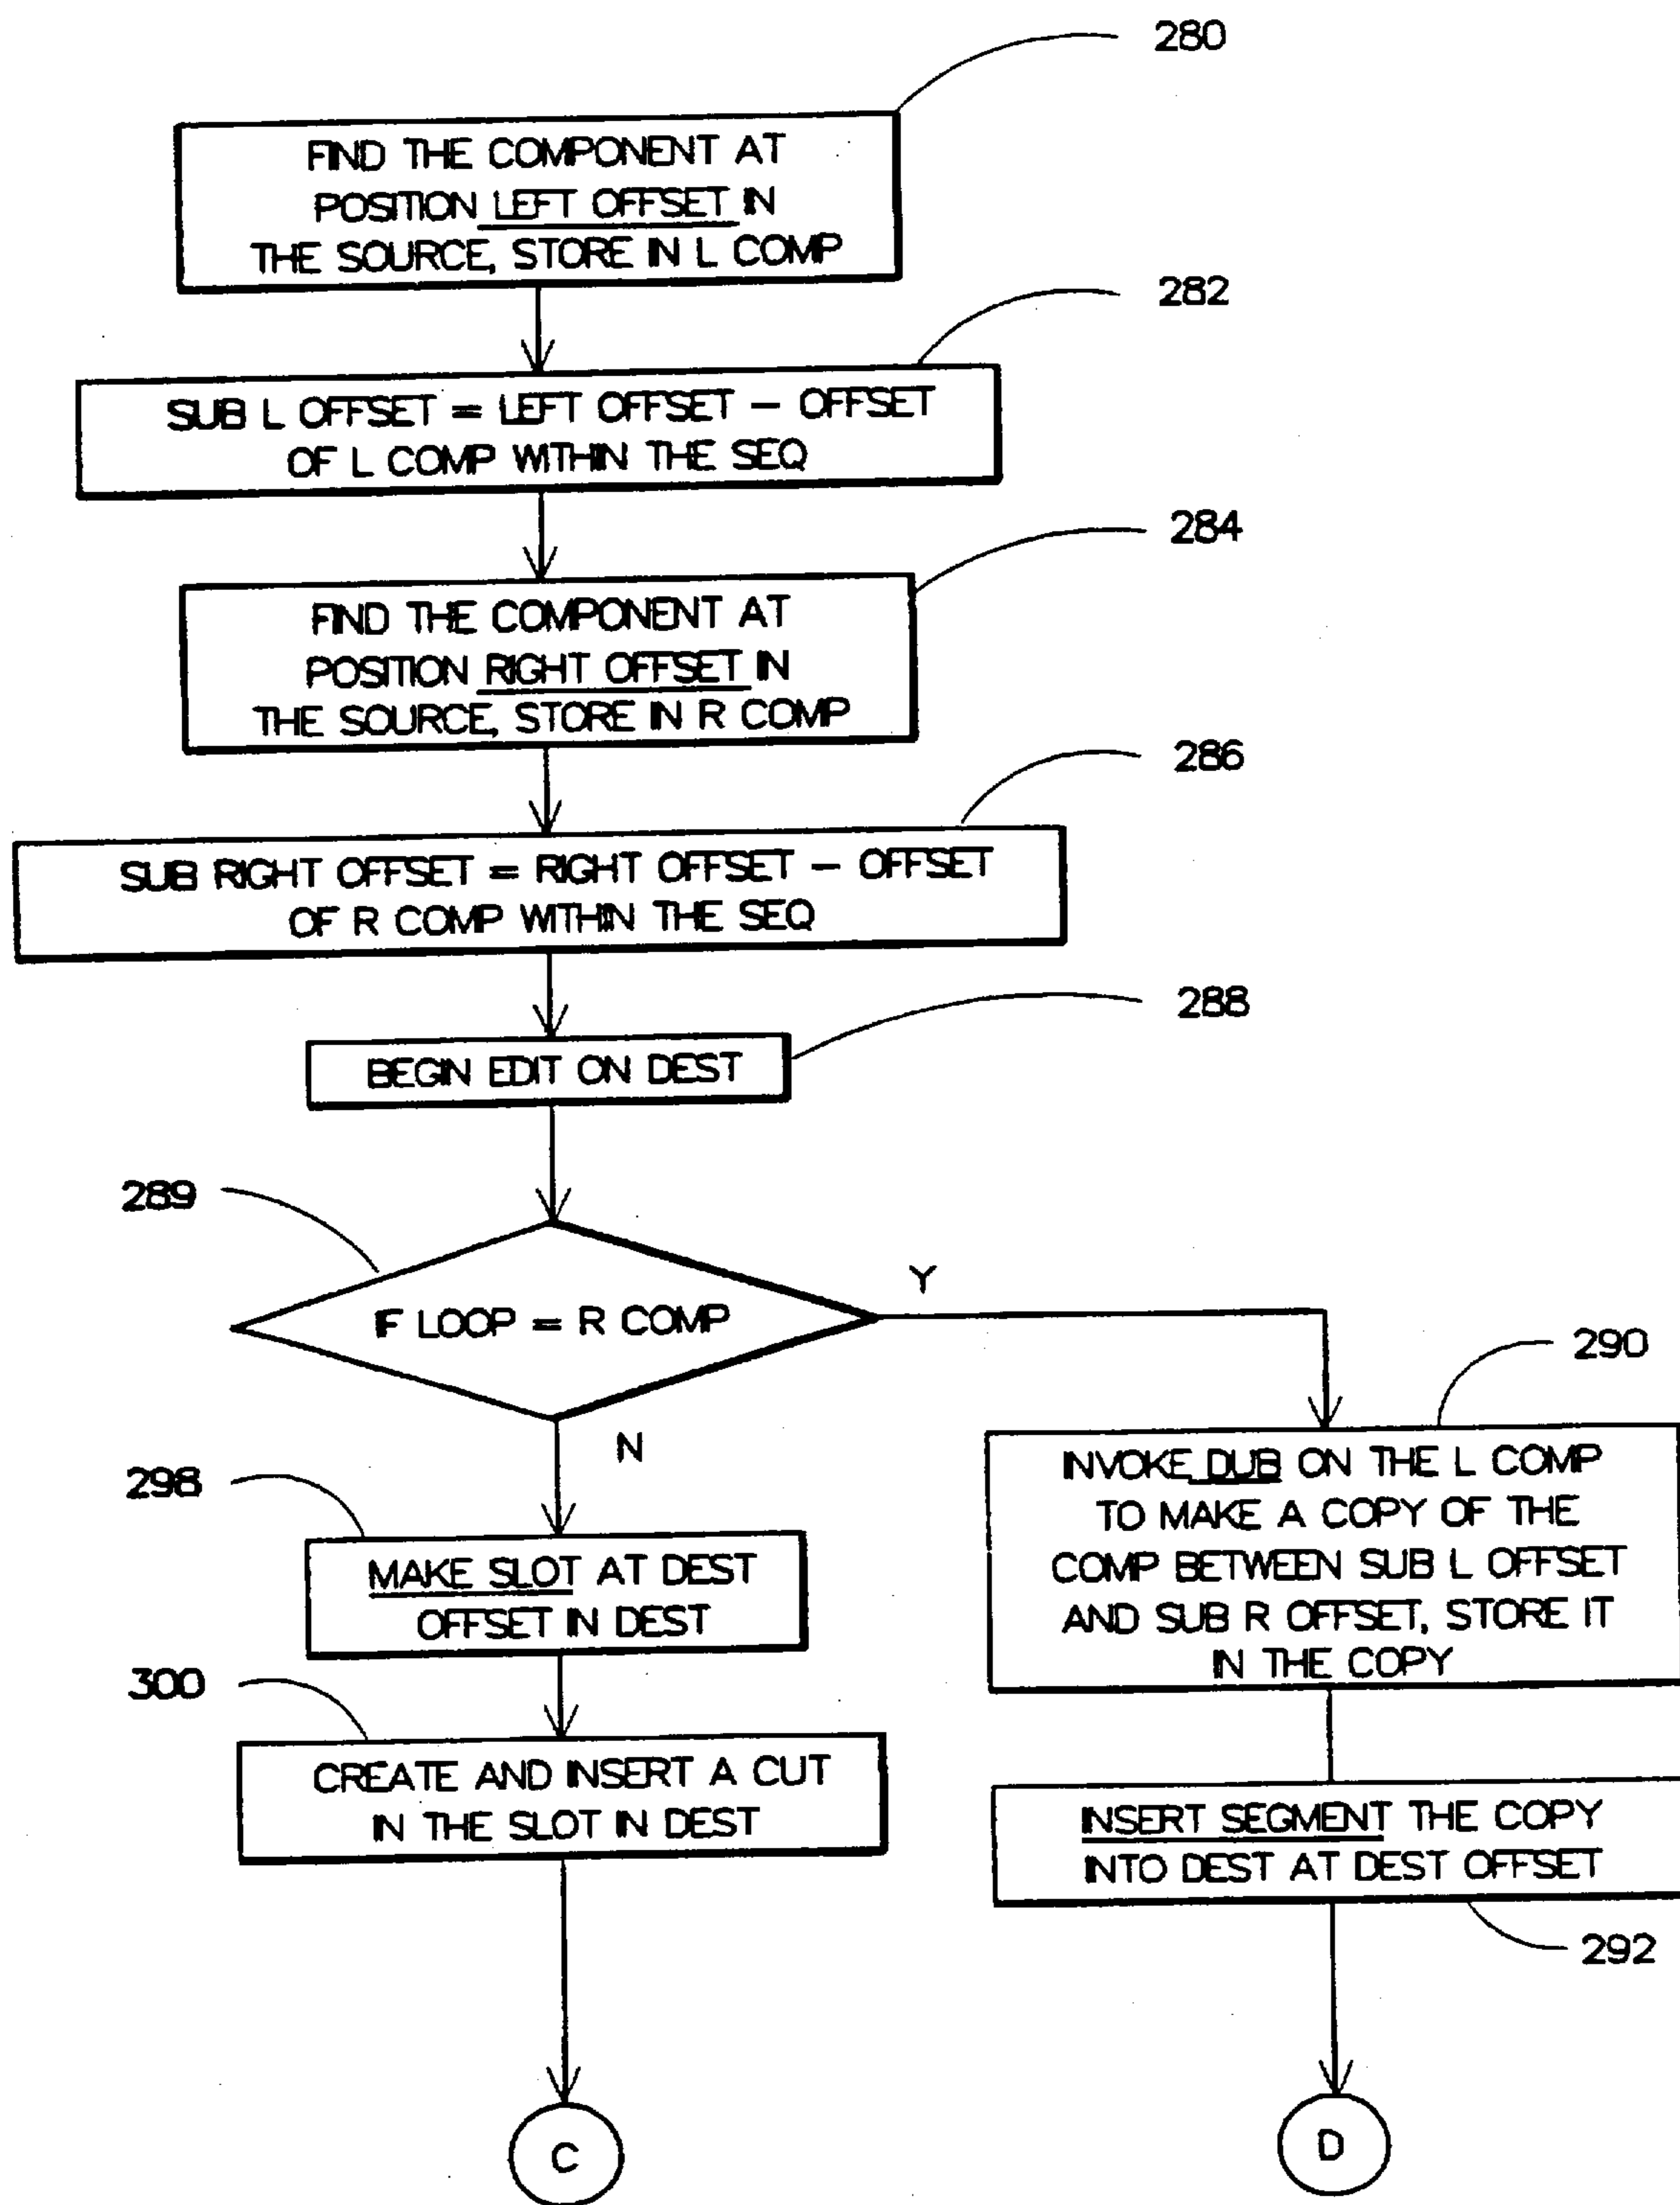 280
FIND THE COMPONENT AT
POSITION LEFT OFFSET IN
THE SOURCE, STORE IN L COMP
282
SUB L OFFSET = LEFT OFFSET - OFFSET
OF L COMP WITHIN THE SEQ
284
FIND THE COMPONENT AT
POSITION RIGHT OFFSET IN
THE SOURCE, STORE IN R COMP
286
SUB RIGHT OFFSET = RIGHT OFFSET - OFFSET
OF R COMP WITHIN THE SEQ
288
BEGIN EDIT ON DEST
289
IF LOOP = R COMP
Y
N
290
INVOKE DUB ON THE L COMP
TO MAKE A COPY OF THE
COMP BETWEEN SUB L OFFSET
AND SUB R OFFSET, STORE IT
IN THE COPY
298
MAKE SLOT AT DEST
OFFSET IN DEST
300
CREATE AND INSERT A CUT
IN THE SLOT IN DEST
INSERT SEGMENT THE COPY
INTO DEST AT DEST OFFSET
292
C
D